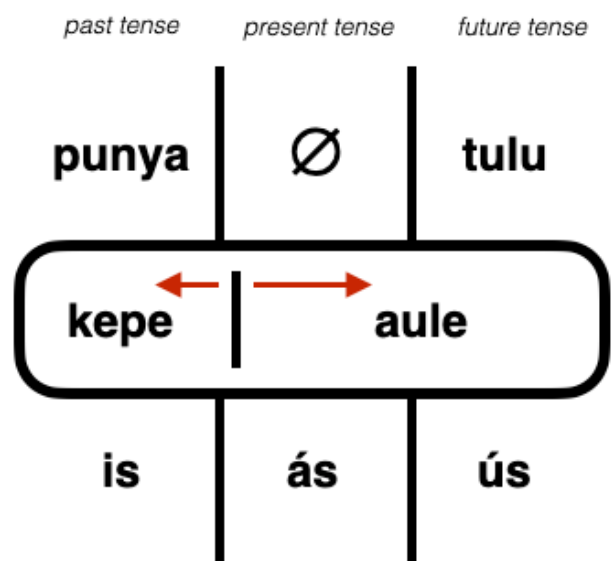 past tense present tense future tense
punya ∅ tulu
kepe aule
is ás ús